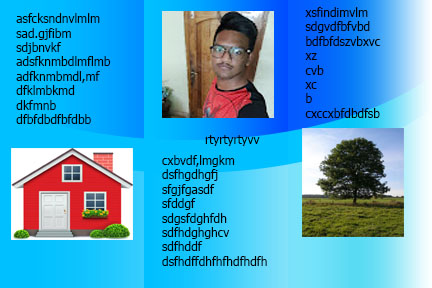 asfcksndnvlmlm
sad.gjfibm
sdjbnvkf
adsfknmbdlmflmb
adfknmbmdl,mf
dfklmbkmd
dkfmnb
dfbfdbdfbfdbb
rtyrtyrtyvv
cxbvdf,lmgkm
dsfhgdhgfj
sfgjfgasdf
sfddgf
sdgsfdghfdh
sdfhdghghcv
sdfhddf
dsfhdffdhfhfhdfhdfh
xsfindimvlm
sdgvdfbfvbd
bdfbfdszvbxvc
xz
cvb
xc
b
cxccxbfdbdfsb